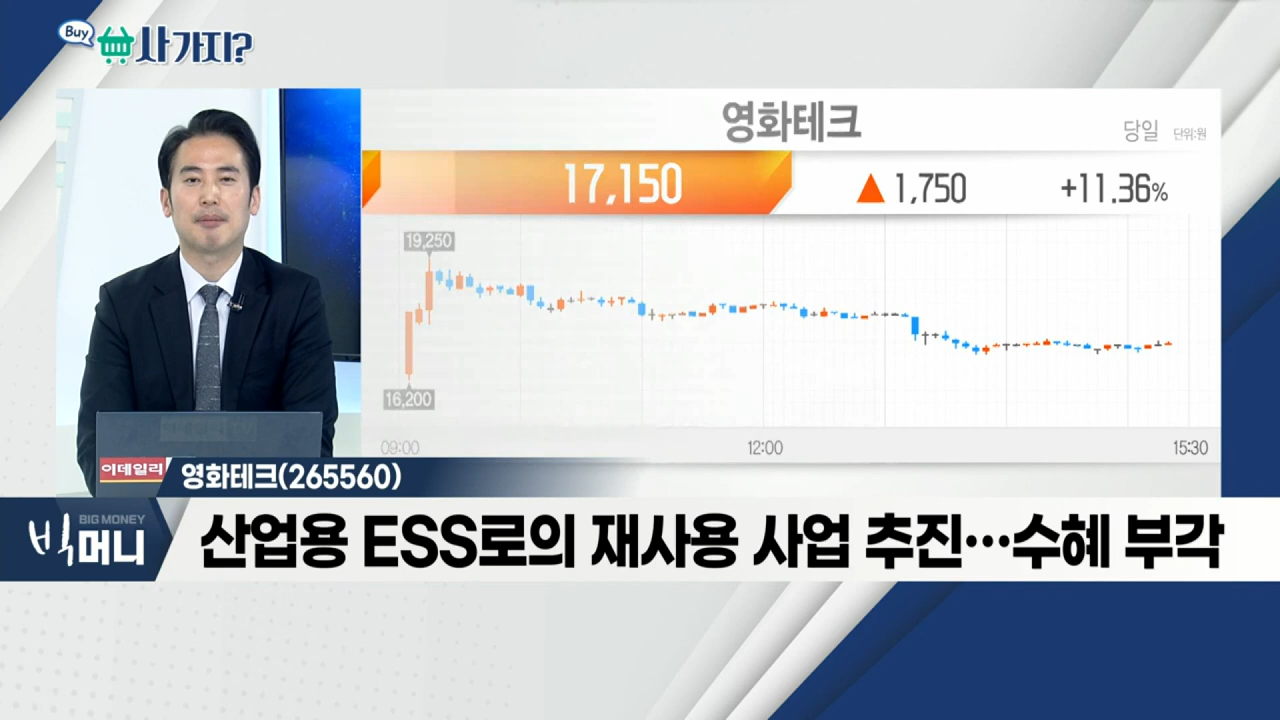 Buy
사가지?
영화테크
당일 단위:원
17,150 ▲ 1,750 +11.36%
19,250
16,200
09:00 12:00 15:30
이데일리 영화테크(265560)
BIG MONEY
빅머니
산업용 ESS로의 재사용 사업 추진…수혜 부각